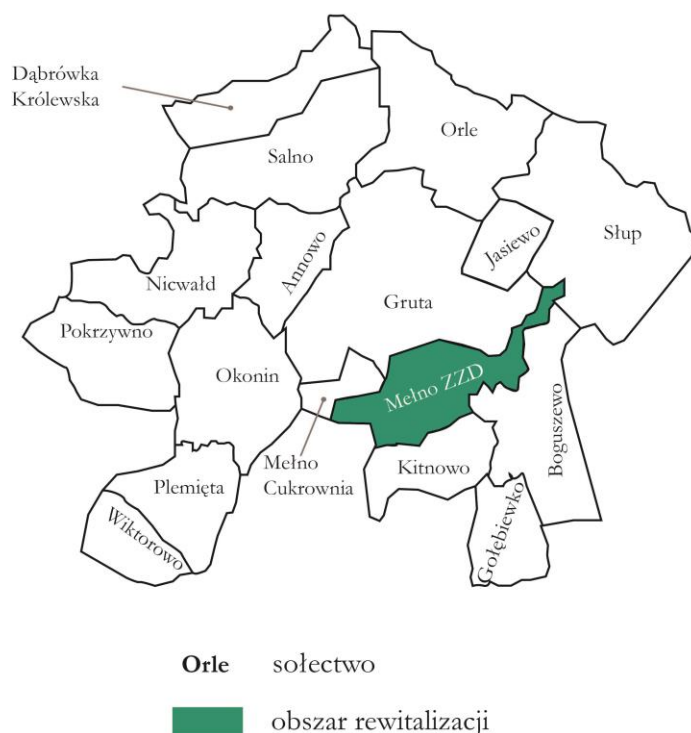 Dąbrówka
Królewska
Orle
Salno
Słup
Jasiewo
Annowo
Nicwałd
Gruta
Pokrzywno
Okonin
Mełno ZZD
Mełno
Cukrownia
Kitnowo
Boguszewo
Plemięta
Gołębiewko
Wiktorowo
Orle sołectwo
obszar rewitalizacji